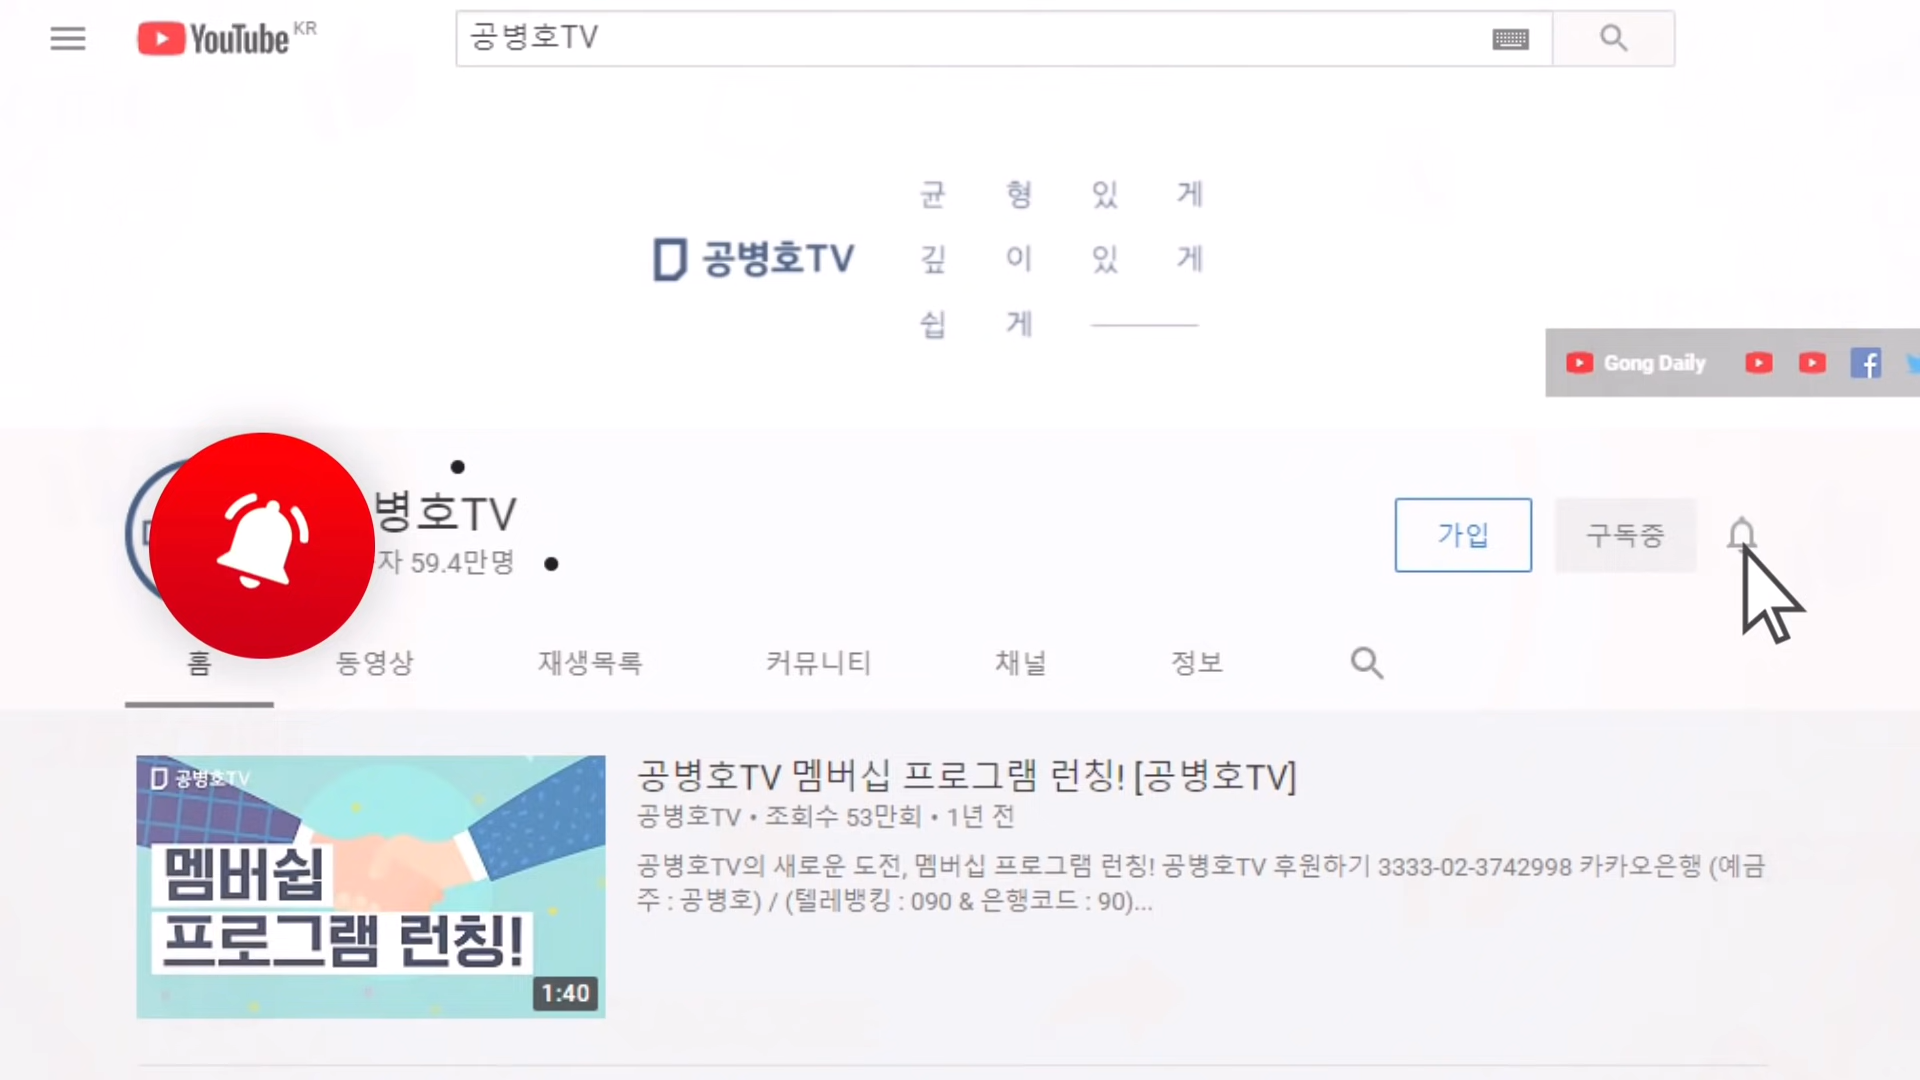 YouTube KR
공병호TV
균형있게
공병호TV
깊이있게
쉽게
Gong Daily
병호TV
자 59.4만명
가입
구독중
홈
동영상
재생목록
커뮤니티
채널
정보
공병호TV
멤버쉽
프로그램 런칭!
1:40
공병호TV 멤버십 프로그램 런칭! [공병호TV]
공병호TV • 조회수 53만회 • 1년 전
공병호TV의 새로운 도전, 멤버십 프로그램 런칭! 공병호TV 후원하기 3333-02-3742998 카카오은행 (예금
주 : 공병호) / (텔레뱅킹 : 090 & 은행코드 : 90)...